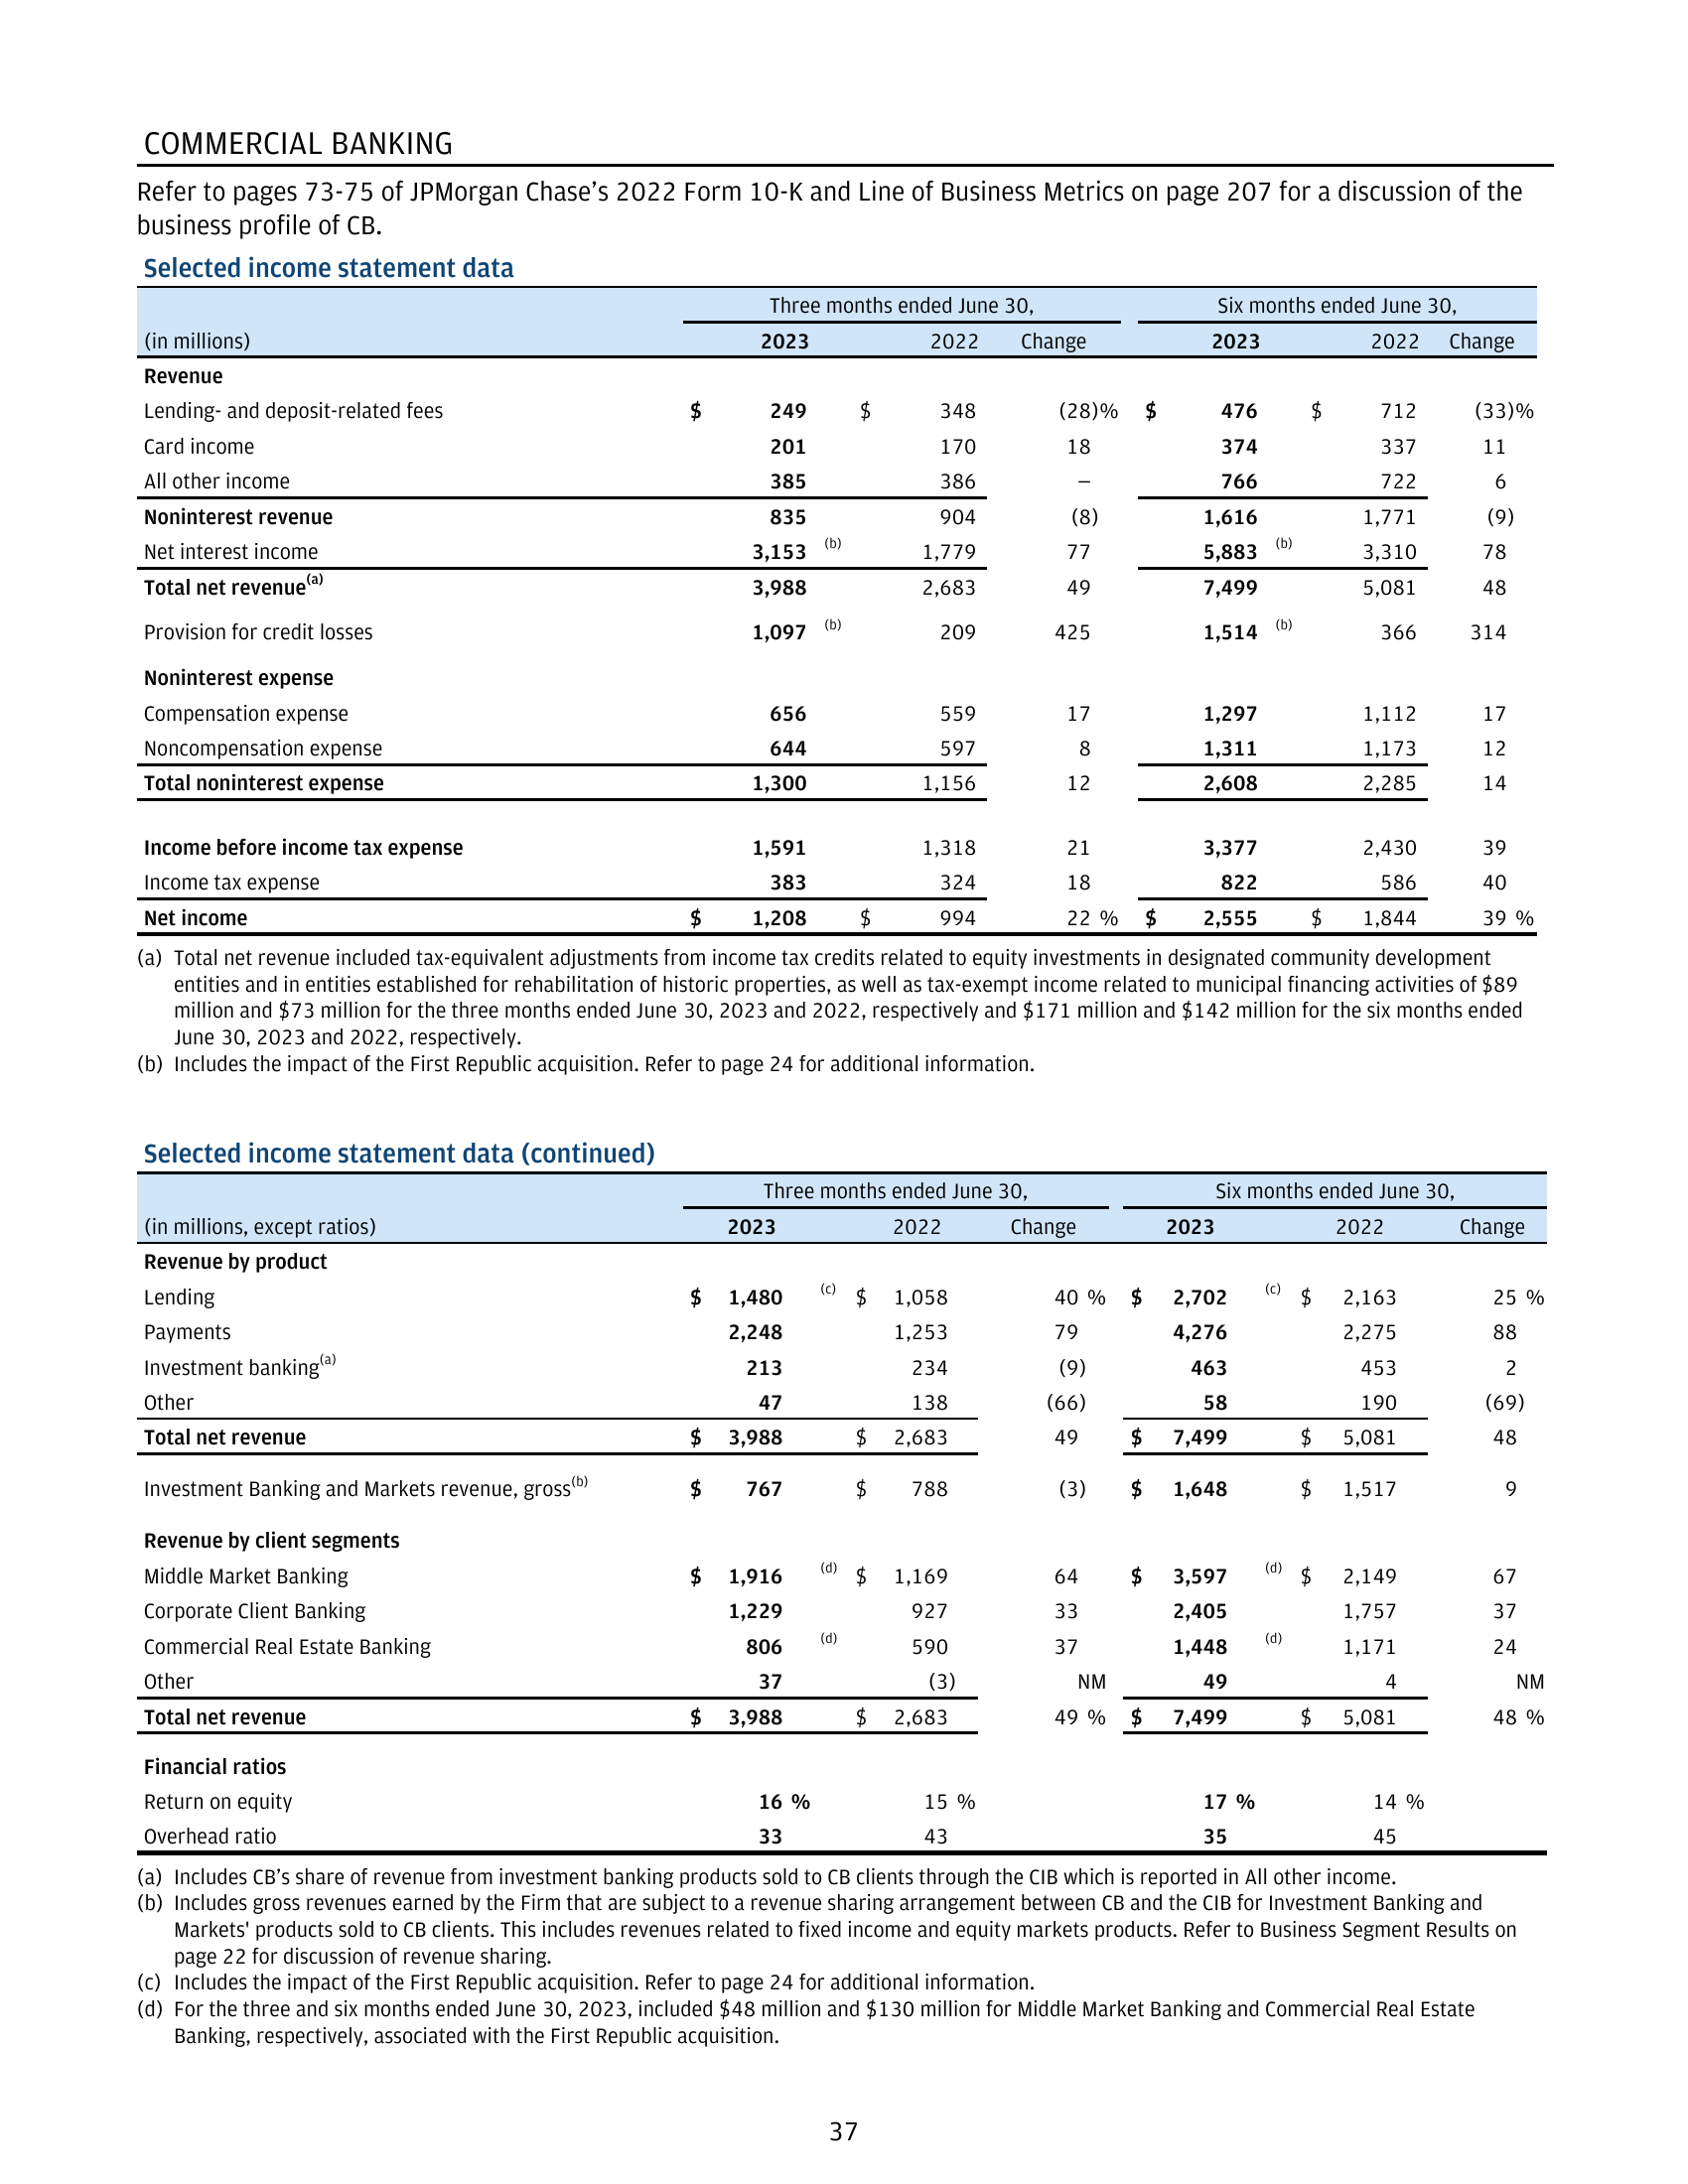 COMMERCIAL BANKING
Refer to pages 73-75 of JPMorgan Chase’s 2022 Form 10-K and Line of Business Metrics on page 207 for a discussion of the
business profile of CB.
Selected income statement data
Three months ended June 30, Six months ended June 30,
(in millions) 2023 2022 Change 2023 2022 Change
Revenue
Lending- and deposit-related fees $ 249 $ 348 (28)% $ 476 $ 712 (33)%
Card income 201 170 18 374 337 11
All other income 385 386 – 766 722 6
Noninterest revenue 835 904 (8) 1,616 1,771 (9)
Net interest income 3,153 (b) 1,779 77 5,883 (b) 3,310 78
Total net revenue(a) 3,988 2,683 49 7,499 5,081 48
Provision for credit losses 1,097 (b) 209 425 1,514 (b) 366 314
Noninterest expense
Compensation expense 656 559 17 1,297 1,112 17
Noncompensation expense 644 597 8 1,311 1,173 12
Total noninterest expense 1,300 1,156 12 2,608 2,285 14
Income before income tax expense 1,591 1,318 21 3,377 2,430 39
Income tax expense 383 324 18 822 586 40
Net income $ 1,208 $ 994 22 % $ 2,555 $ 1,844 39 %
(a) Total net revenue included tax-equivalent adjustments from income tax credits related to equity investments in designated community development
entities and in entities established for rehabilitation of historic properties, as well as tax-exempt income related to municipal financing activities of $89
million and $73 million for the three months ended June 30, 2023 and 2022, respectively and $171 million and $142 million for the six months ended
June 30, 2023 and 2022, respectively.
(b) Includes the impact of the First Republic acquisition. Refer to page 24 for additional information.
Selected income statement data (continued)
Three months ended June 30, Six months ended June 30,
(in millions, except ratios) 2023 2022 Change 2023 2022 Change
Revenue by product
Lending $ 1,480 (c) $ 1,058 40 % $ 2,702 (c) $ 2,163 25 %
Payments 2,248 1,253 79 4,276 2,275 88
Investment banking(a) 213 234 (9) 463 453 2
Other 47 138 (66) 58 190 (69)
Total net revenue $ 3,988 $ 2,683 49 $ 7,499 $ 5,081 48
Investment Banking and Markets revenue, gross(b) $ 767 $ 788 (3) $ 1,648 $ 1,517 9
Revenue by client segments
Middle Market Banking $ 1,916 (d) $ 1,169 64 $ 3,597 (d) $ 2,149 67
Corporate Client Banking 1,229 927 33 2,405 1,757 37
Commercial Real Estate Banking 806 (d) 590 37 1,448 (d) 1,171 24
Other 37 (3) NM 49 4 NM
Total net revenue $ 3,988 $ 2,683 49 % $ 7,499 $ 5,081 48 %
Financial ratios
Return on equity 16 % 15 % 17 % 14 %
Overhead ratio 33 43 35 45
(a) Includes CB’s share of revenue from investment banking products sold to CB clients through the CIB which is reported in All other income.
(b) Includes gross revenues earned by the Firm that are subject to a revenue sharing arrangement between CB and the CIB for Investment Banking and
Markets' products sold to CB clients. This includes revenues related to fixed income and equity markets products. Refer to Business Segment Results on
page 22 for discussion of revenue sharing.
(c) Includes the impact of the First Republic acquisition. Refer to page 24 for additional information.
(d) For the three and six months ended June 30, 2023, included $48 million and $130 million for Middle Market Banking and Commercial Real Estate
Banking, respectively, associated with the First Republic acquisition.
37